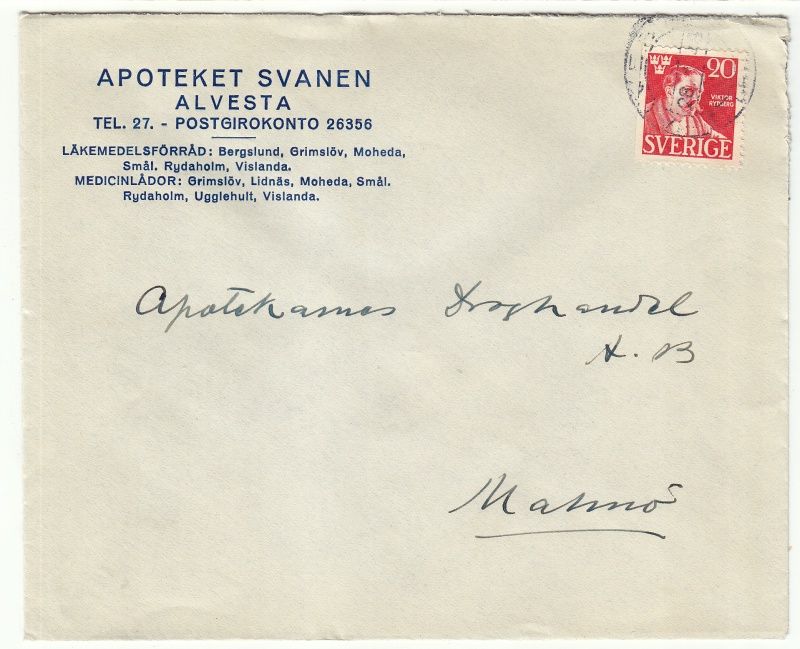 APOTEKET SVANEN
ALVESTA
TEL. 27. - POSTGIROKONTO 26356
LÄKEMEDELSFÖRRÅD: Bergslund, Grimslöv, Moheda,
Smål. Rydaholm, Vislanda.
MEDICINLÅDOR: Grimslöv, Lidnäs, Moheda, Smål.
Rydaholm, Ugglehult, Vislanda.
20
VIKTOR
RYDBERG
SVERIGE
Apotekarnes Droghandel
A. B
Malmö